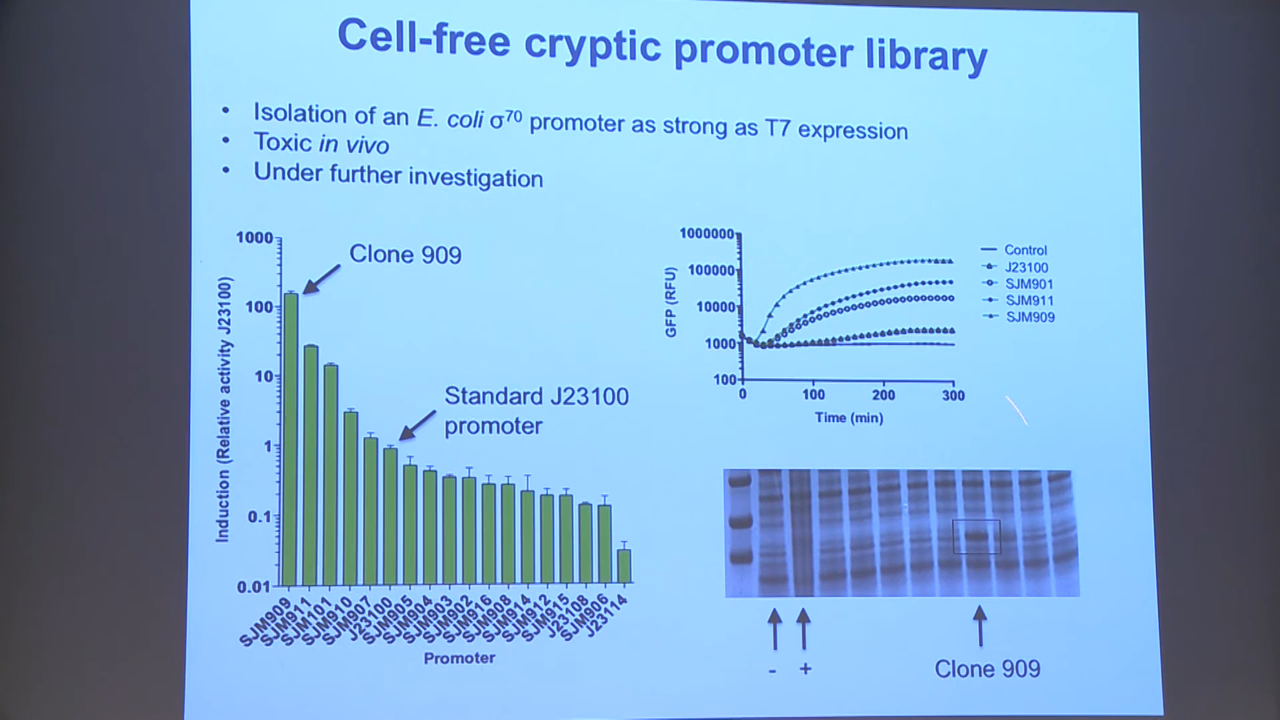 Cell-free cryptic promoter library
• Isolation of an E. coli σ70 promoter as strong as T7 expression
• Toxic in vivo
• Under further investigation
Induction (Relative activity J23100)
1000
100
10
1
0.1
0.01
Clone 909
Standard J23100
promoter
SJM909
SJM911
SJM101
SJM910
SJM907
J23100
SJM905
SJM904
SJM903
SJM902
SJM916
SJM908
SJM914
SJM912
SJM915
J23108
SJM906
J23114
Promoter
GFP (RFU)
1000000
100000
10000
1000
100
0
100
200
300
Time (min)
Control
J23100
SJM901
SJM911
SJM909
-
+
Clone 909